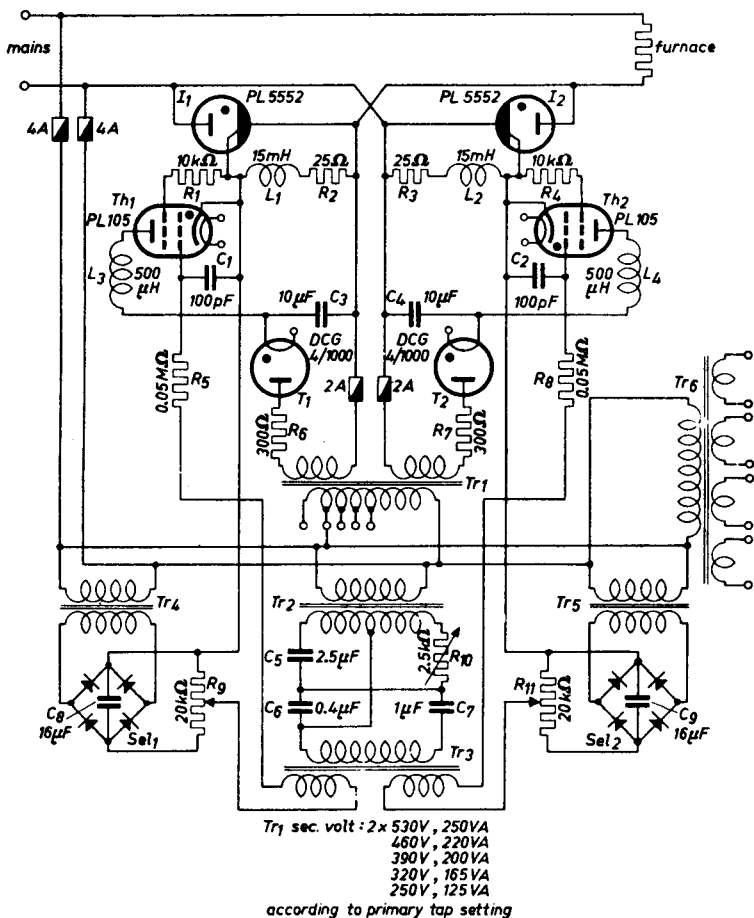 mains
furnace
I1
PL 5552
PL 5552
I2
4A
4A
10kΩ
R1
15mH
L1
25Ω
R2
25Ω
R3
15mH
L2
10kΩ
R4
Th1
PL105
Th2
PL105
L3
500
µH
C1
100pF
10µF
C3
C4
10µF
C2
100pF
500
µH
L4
DCG
4/1000
DCG
4/1000
0.05MΩ
R5
T1
2A
2A
T2
R8
0.05MΩ
Tr6
300Ω
R6
R7
300Ω
Tr1
Tr4
Tr2
Tr5
C5
2.5µF
2.5kΩ
R10
C8
16µF
Sel1
R9
20kΩ
C6
0.4µF
1µF
C7
R11
20kΩ
C9
16µF
Sel2
Tr3
Tr1 sec. volt : 2x 530V, 250VA
460V, 220VA
390V, 200VA
320V, 165VA
250V, 125VA
according to primary tap setting